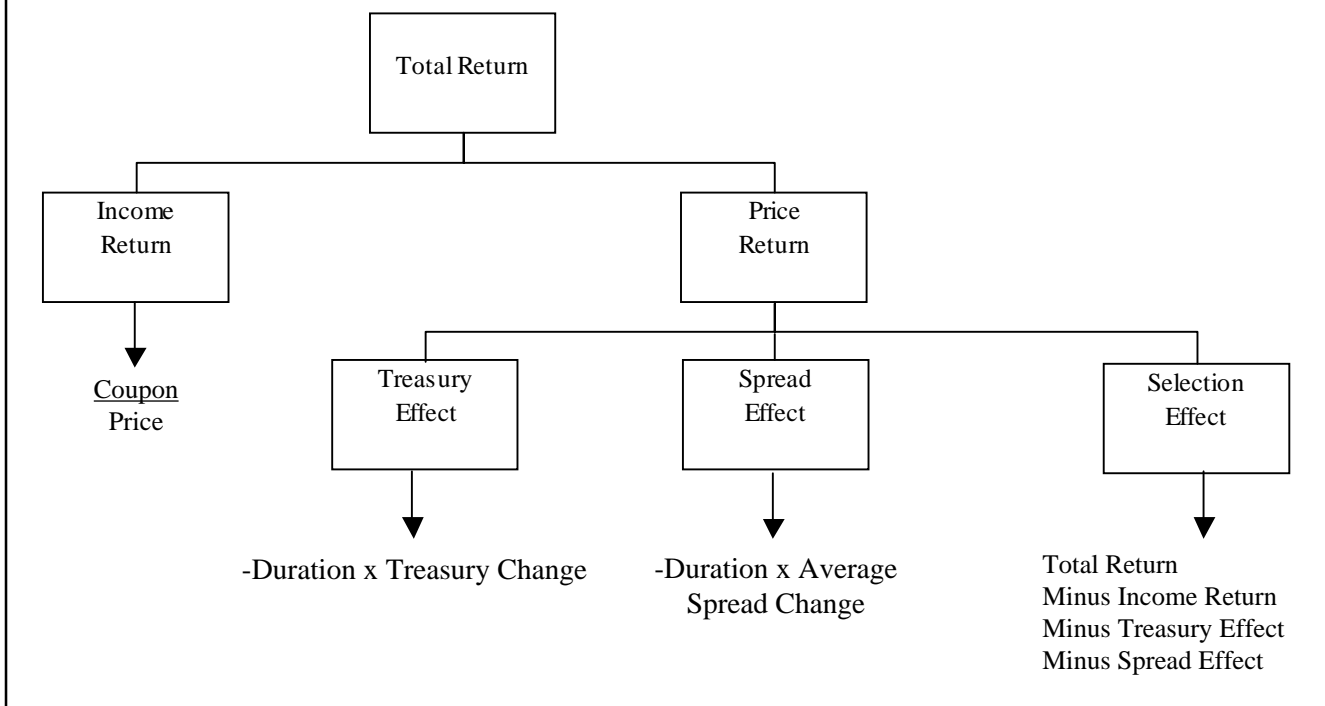 Total Return
Income
Return
Price
Return
Coupon
Price
Treasury
Effect
Spread
Effect
Selection
Effect
-Duration x Treasury Change
-Duration x Average
Spread Change
Total Return
Minus Income Return
Minus Treasury Effect
Minus Spread Effect